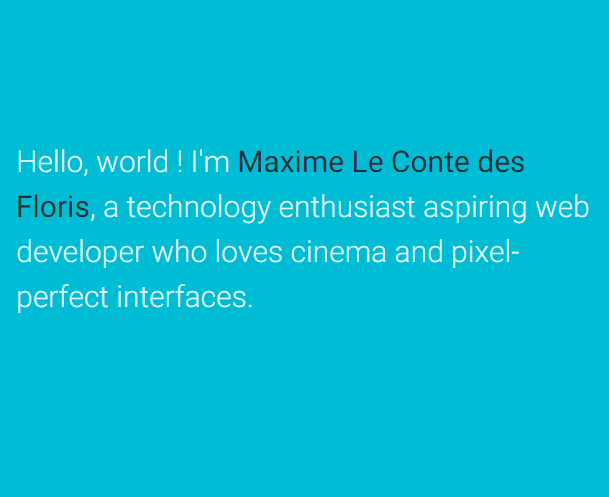 Hello, world ! I'm Maxime Le Conte des
Floris, a technology enthusiast aspiring web
developer who loves cinema and pixel-
perfect interfaces.